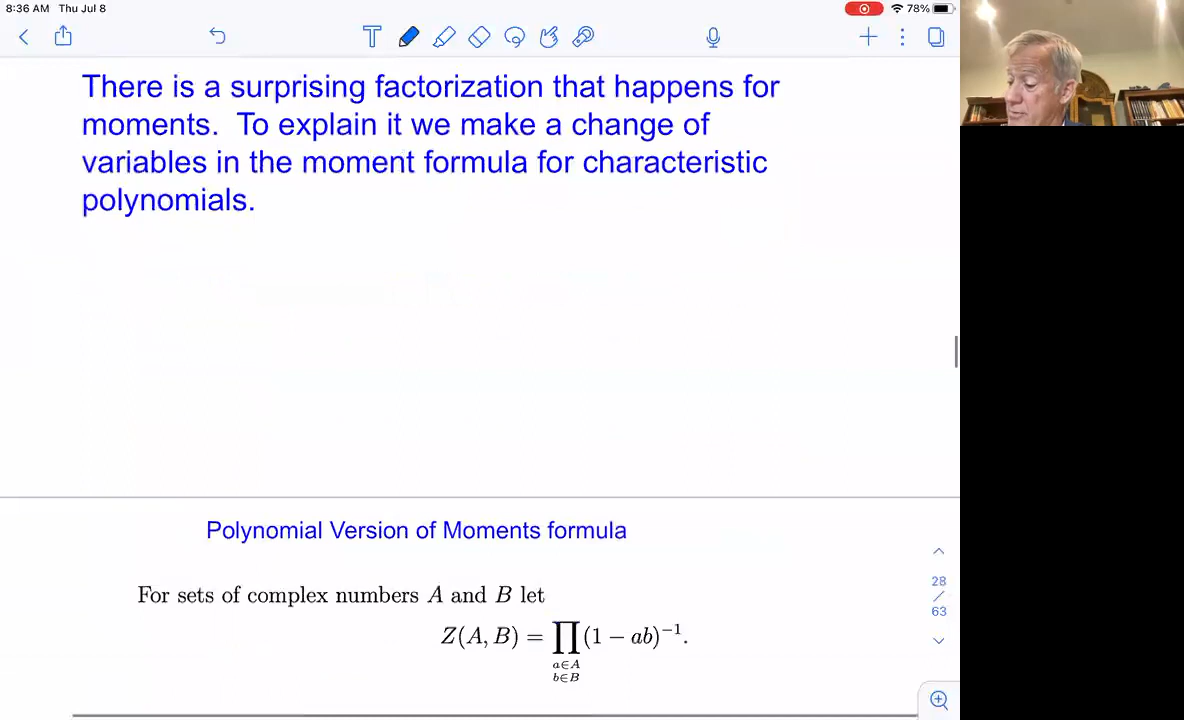 8:36 AM Thu Jul 8
78%
There is a surprising factorization that happens for
moments. To explain it we make a change of
variables in the moment formula for characteristic
polynomials.
Polynomial Version of Moments formula
For sets of complex numbers A and B let
Z(A, B) = ∏(1 − ab)⁻¹.
a∈A
b∈B
28
/
63